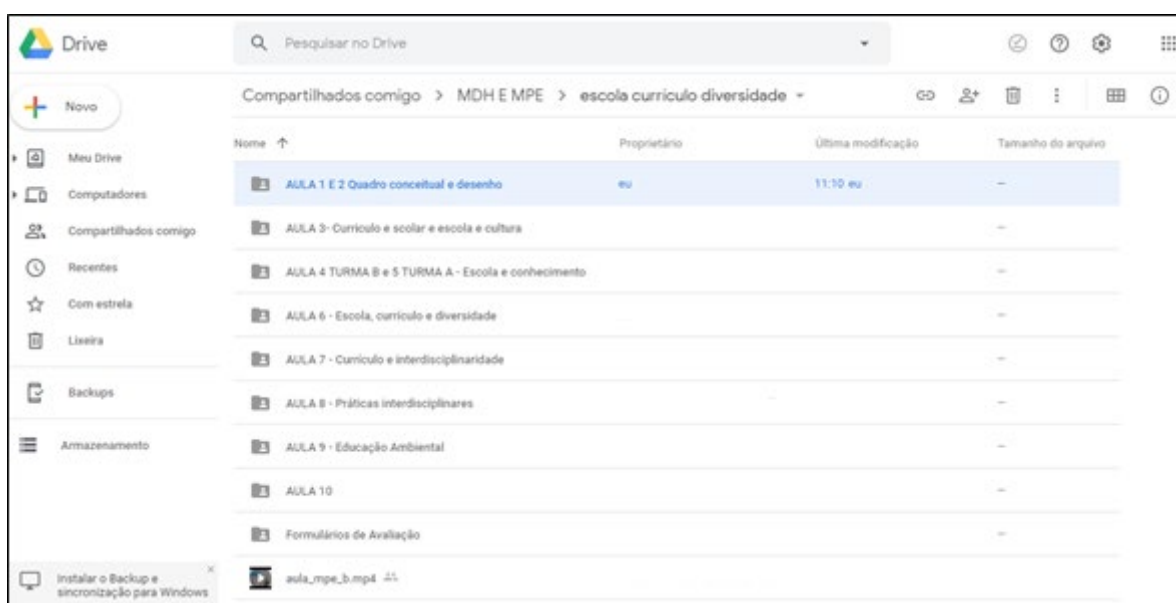 Drive
Pesquisar no Drive
Novo
Compartilhados comigo > MDH E MPE > escola curriculo diversidade
Meu Drive
Computadores
Compartilhados comigo
Recentes
Com estrela
Lixeira
Backups
Armazenamento
Instalar o Backup e
sincronização para Windows
Nome ↑ Proprietário Última modificação Tamanho do arquivo
AULA 1 E 2 Quadro conceitual e desenho eu 11:10 eu —
AULA 3- Curriculo e scolar e escola e cultura —
AULA 4 TURMA B e 5 TURMA A - Escola e conhecimento —
AULA 6 - Escola, currículo e diversidade —
AULA 7 - Currículo e interdisciplinaridade —
AULA 8 - Práticas interdisciplinares —
AULA 9 - Educação Ambiental —
AULA 10 —
Formulários de Avaliação —
aula_mpe_b.mp4